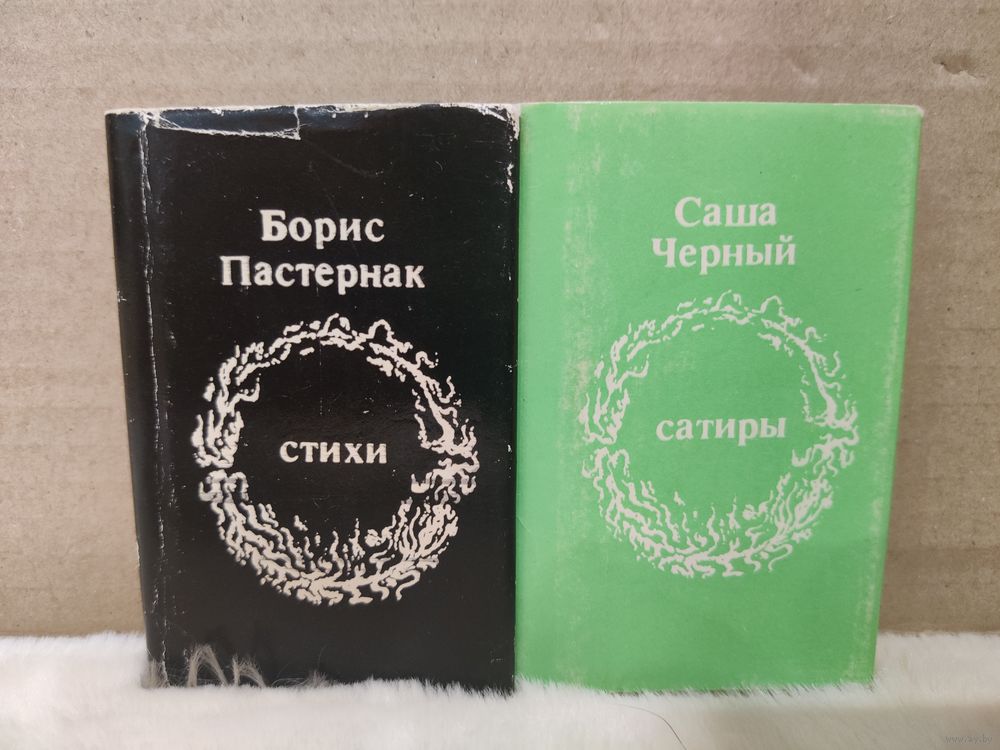 Борис
Пастернак
стихи
Саша
Черный
сатиры